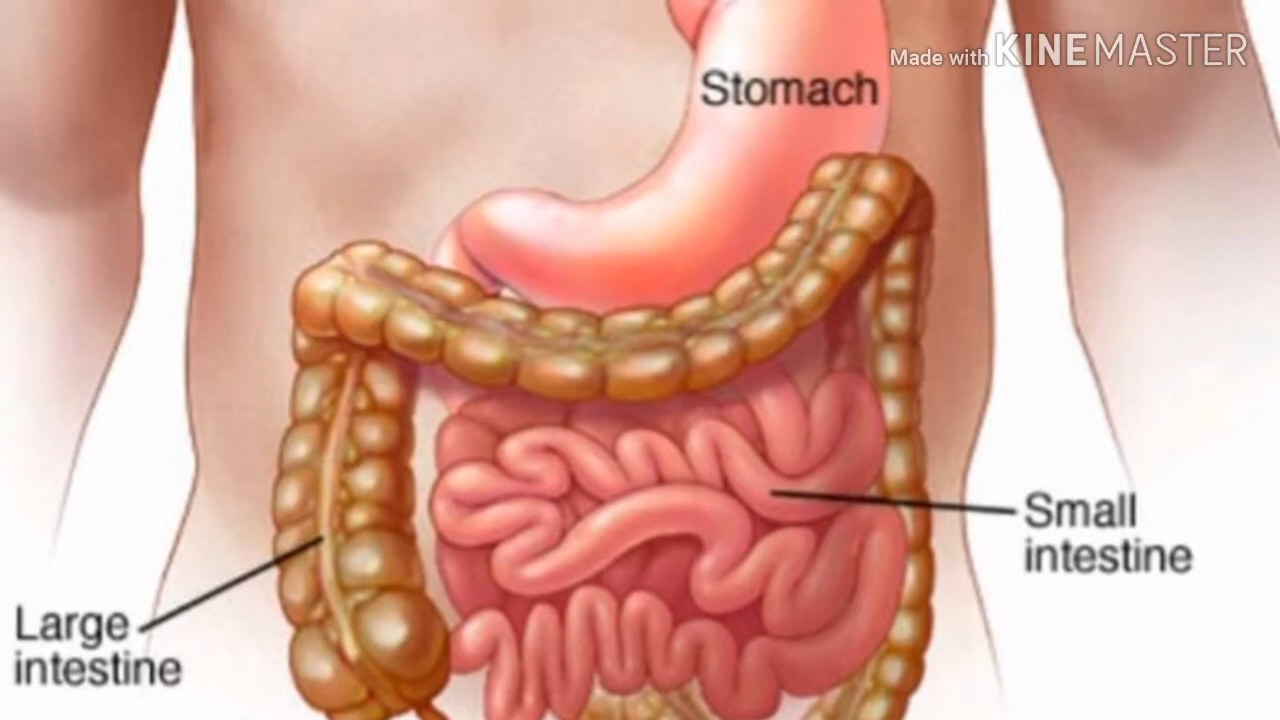 Made with KINEMASTER
Stomach
Small
intestine
Large
intestine